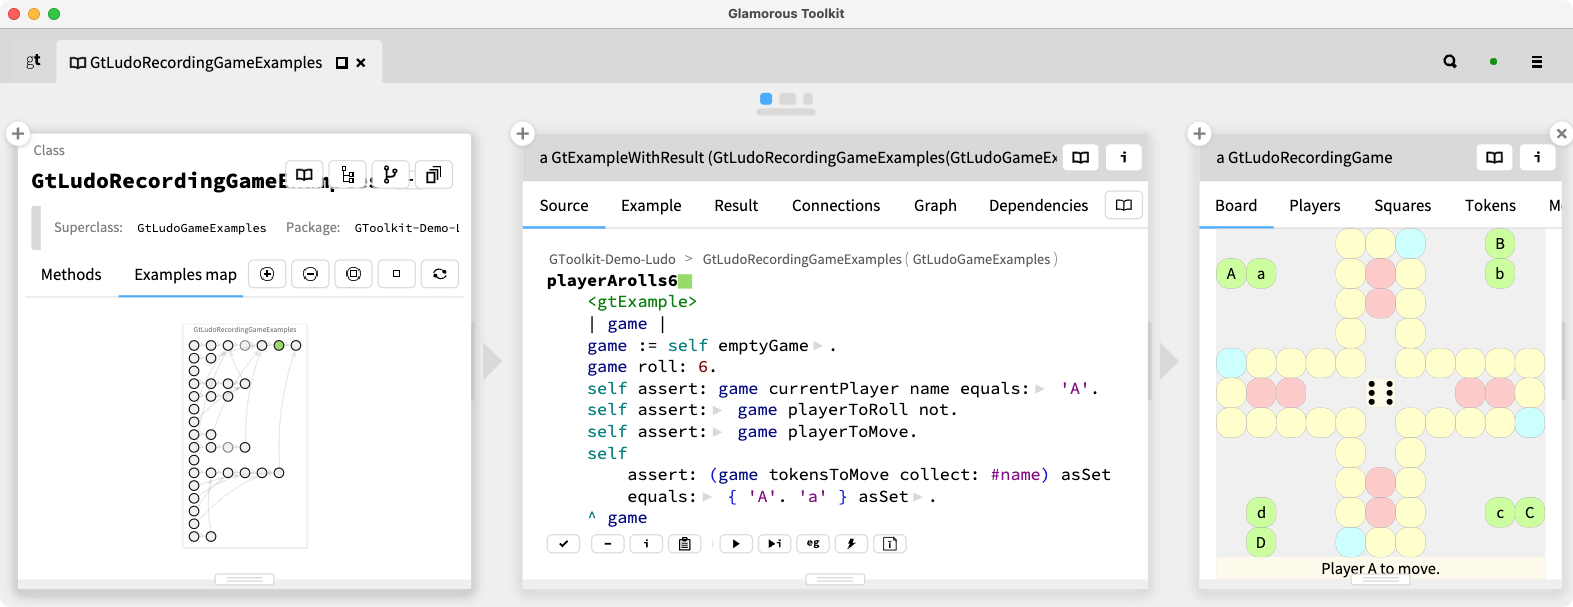 Glamorous Toolkit
gt
GtLudoRecordingGameExamples
Class
GtLudoRecordingGameExamples
Superclass: GtLudoGameExamples Package: GToolkit-Demo-L
Methods Examples map
GtLudoRecordingGameExamples
a GtExampleWithResult (GtLudoRecordingGameExamples(GtLudoGameEx
i
Source Example Result Connections Graph Dependencies
GToolkit-Demo-Ludo > GtLudoRecordingGameExamples ( GtLudoGameExamples )
playerArolls6
<gtExample>
| game |
game := self emptyGame .
game roll: 6.
self assert: game currentPlayer name equals: 'A'.
self assert: game playerToRoll not.
self assert: game playerToMove.
self
assert: (game tokensToMove collect: #name) asSet
equals: { 'A'. 'a' } asSet .
^ game
i eg
a GtLudoRecordingGame
i
Board Players Squares Tokens
B
A a b
d c C
D
Player A to move.